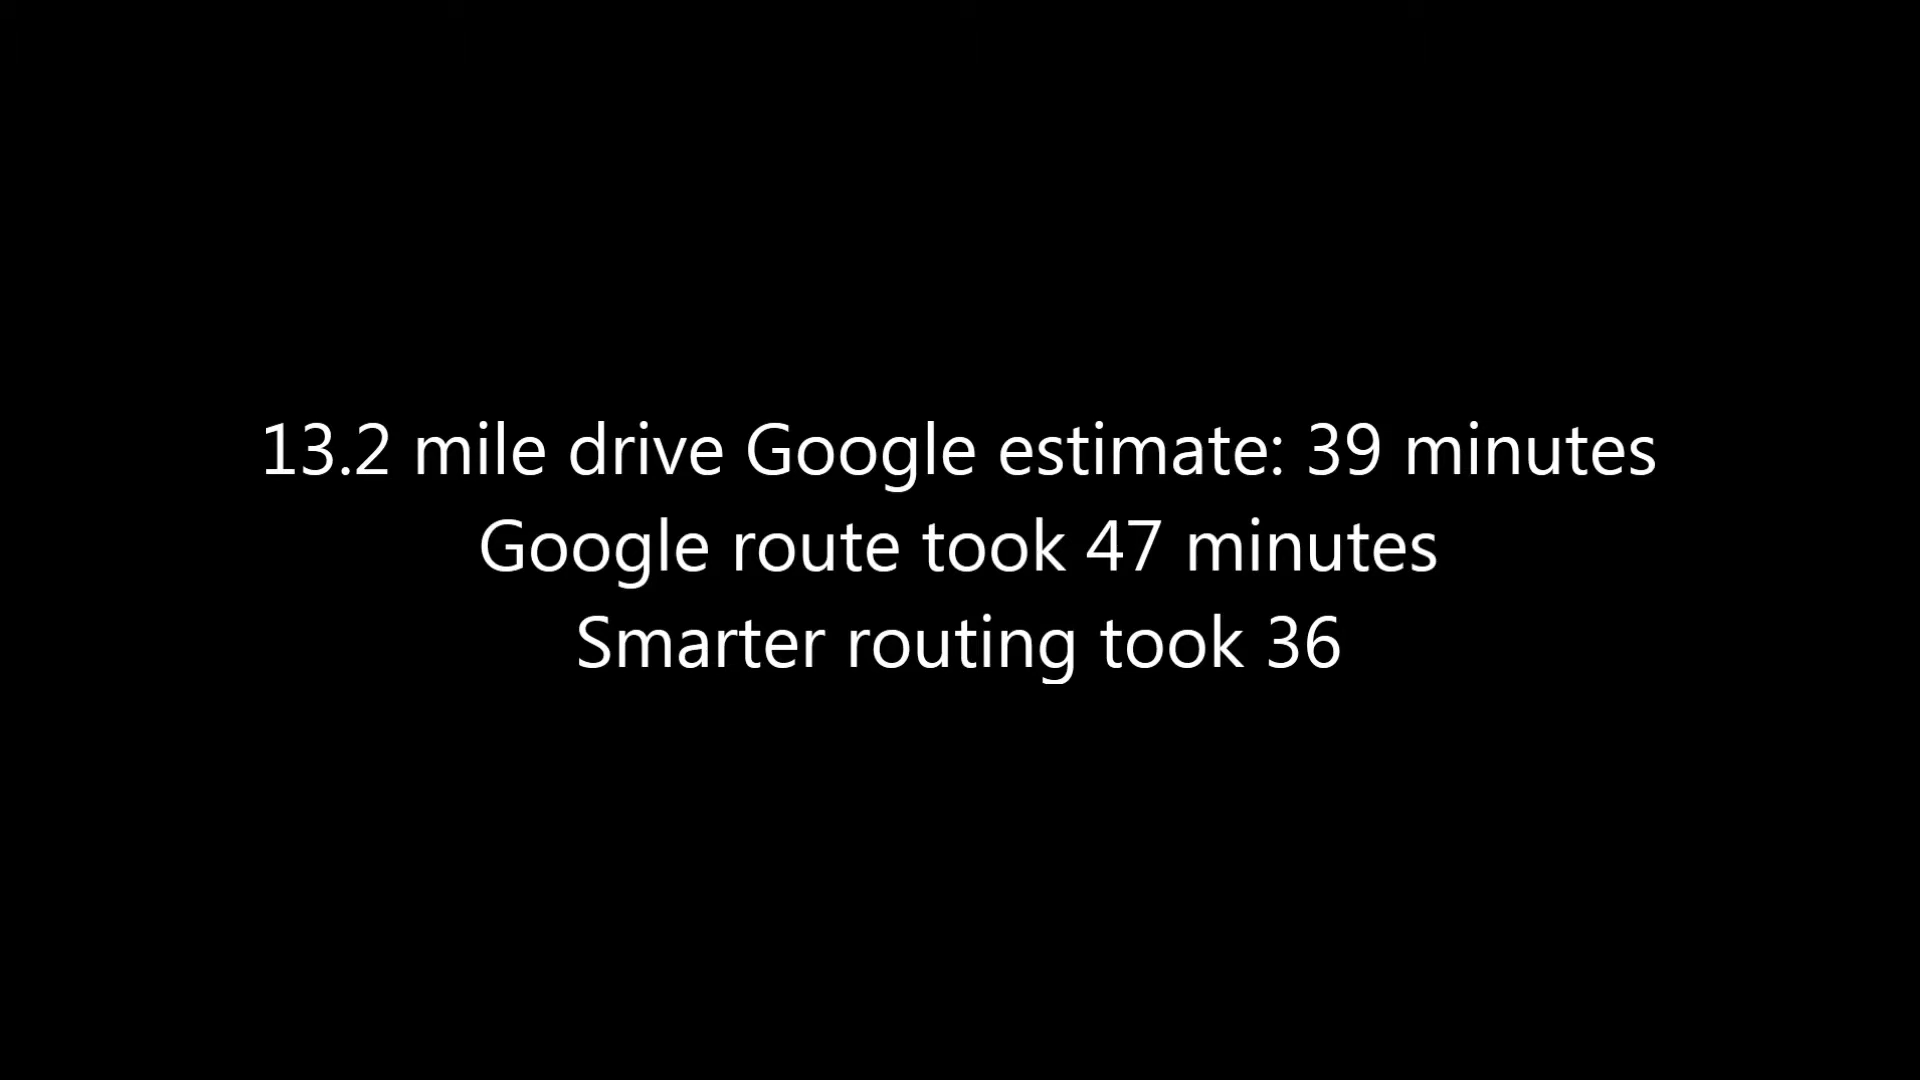 13.2 mile drive Google estimate: 39 minutes
Google route took 47 minutes
Smarter routing took 36